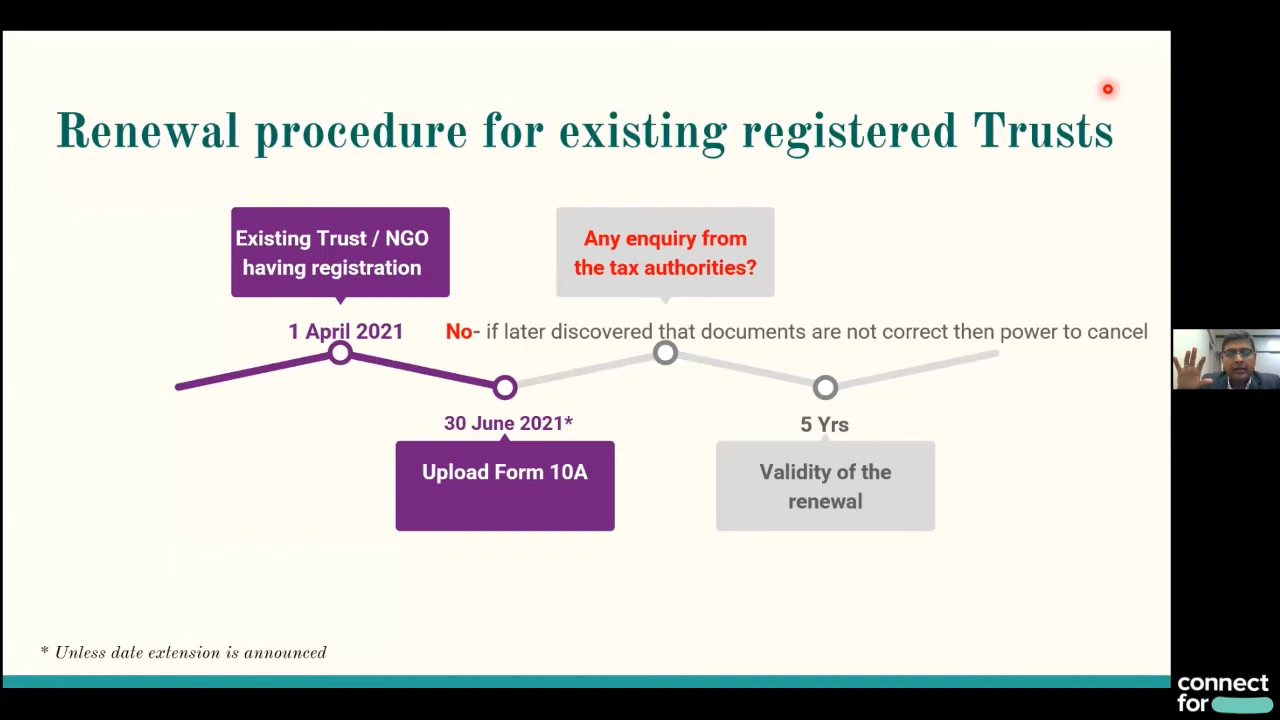 Renewal procedure for existing registered Trusts
Existing Trust / NGO
having registration
Any enquiry from
the tax authorities?
1 April 2021
No- if later discovered that documents are not correct then power to cancel
30 June 2021*
Upload Form 10A
5 Yrs
Validity of the
renewal
* Unless date extension is announced
connect
for